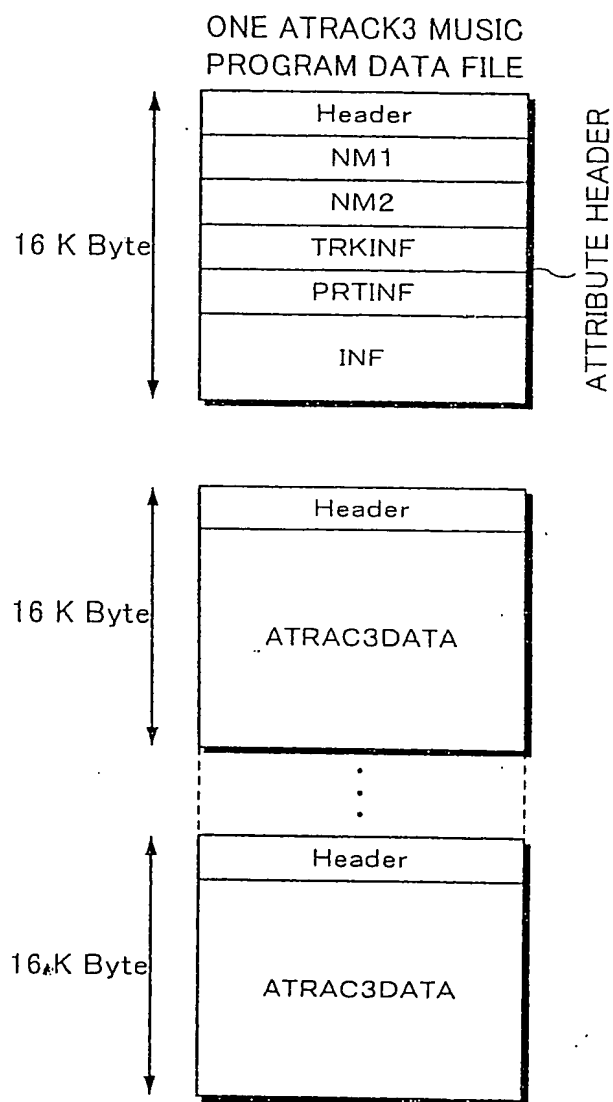 ONE ATRACK3 MUSIC
PROGRAM DATA FILE
Header
NM1
NM2
TRKINF
PRTINF
INF
16 K Byte
ATTRIBUTE HEADER
Header
ATRAC3DATA
16 K Byte
Header
ATRAC3DATA
16 K Byte